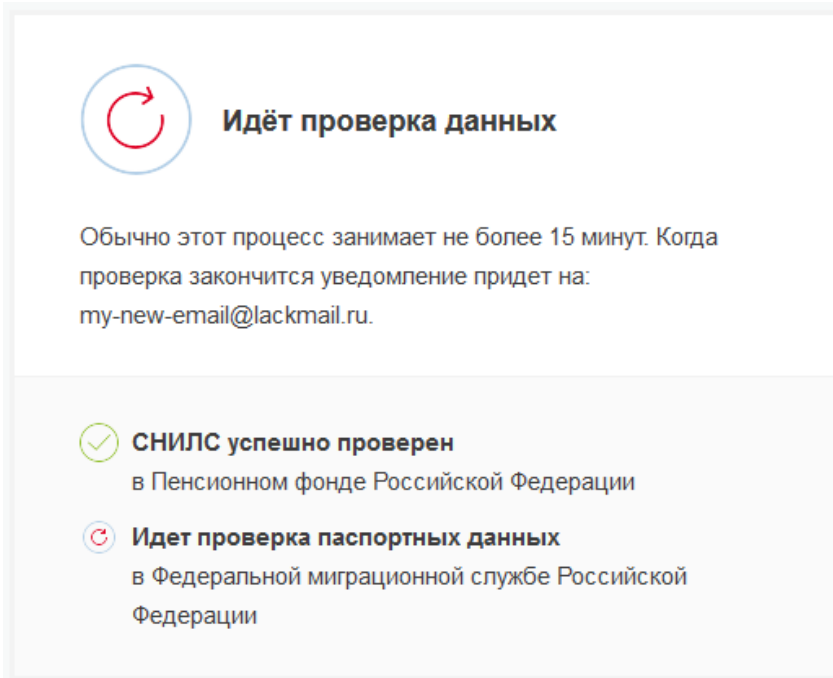 Идёт проверка данных
Обычно этот процесс занимает не более 15 минут. Когда
проверка закончится уведомление придет на:
my-new-email@lackmail.ru.
СНИЛС успешно проверен
в Пенсионном фонде Российской Федерации
Идет проверка паспортных данных
в Федеральной миграционной службе Российской
Федерации